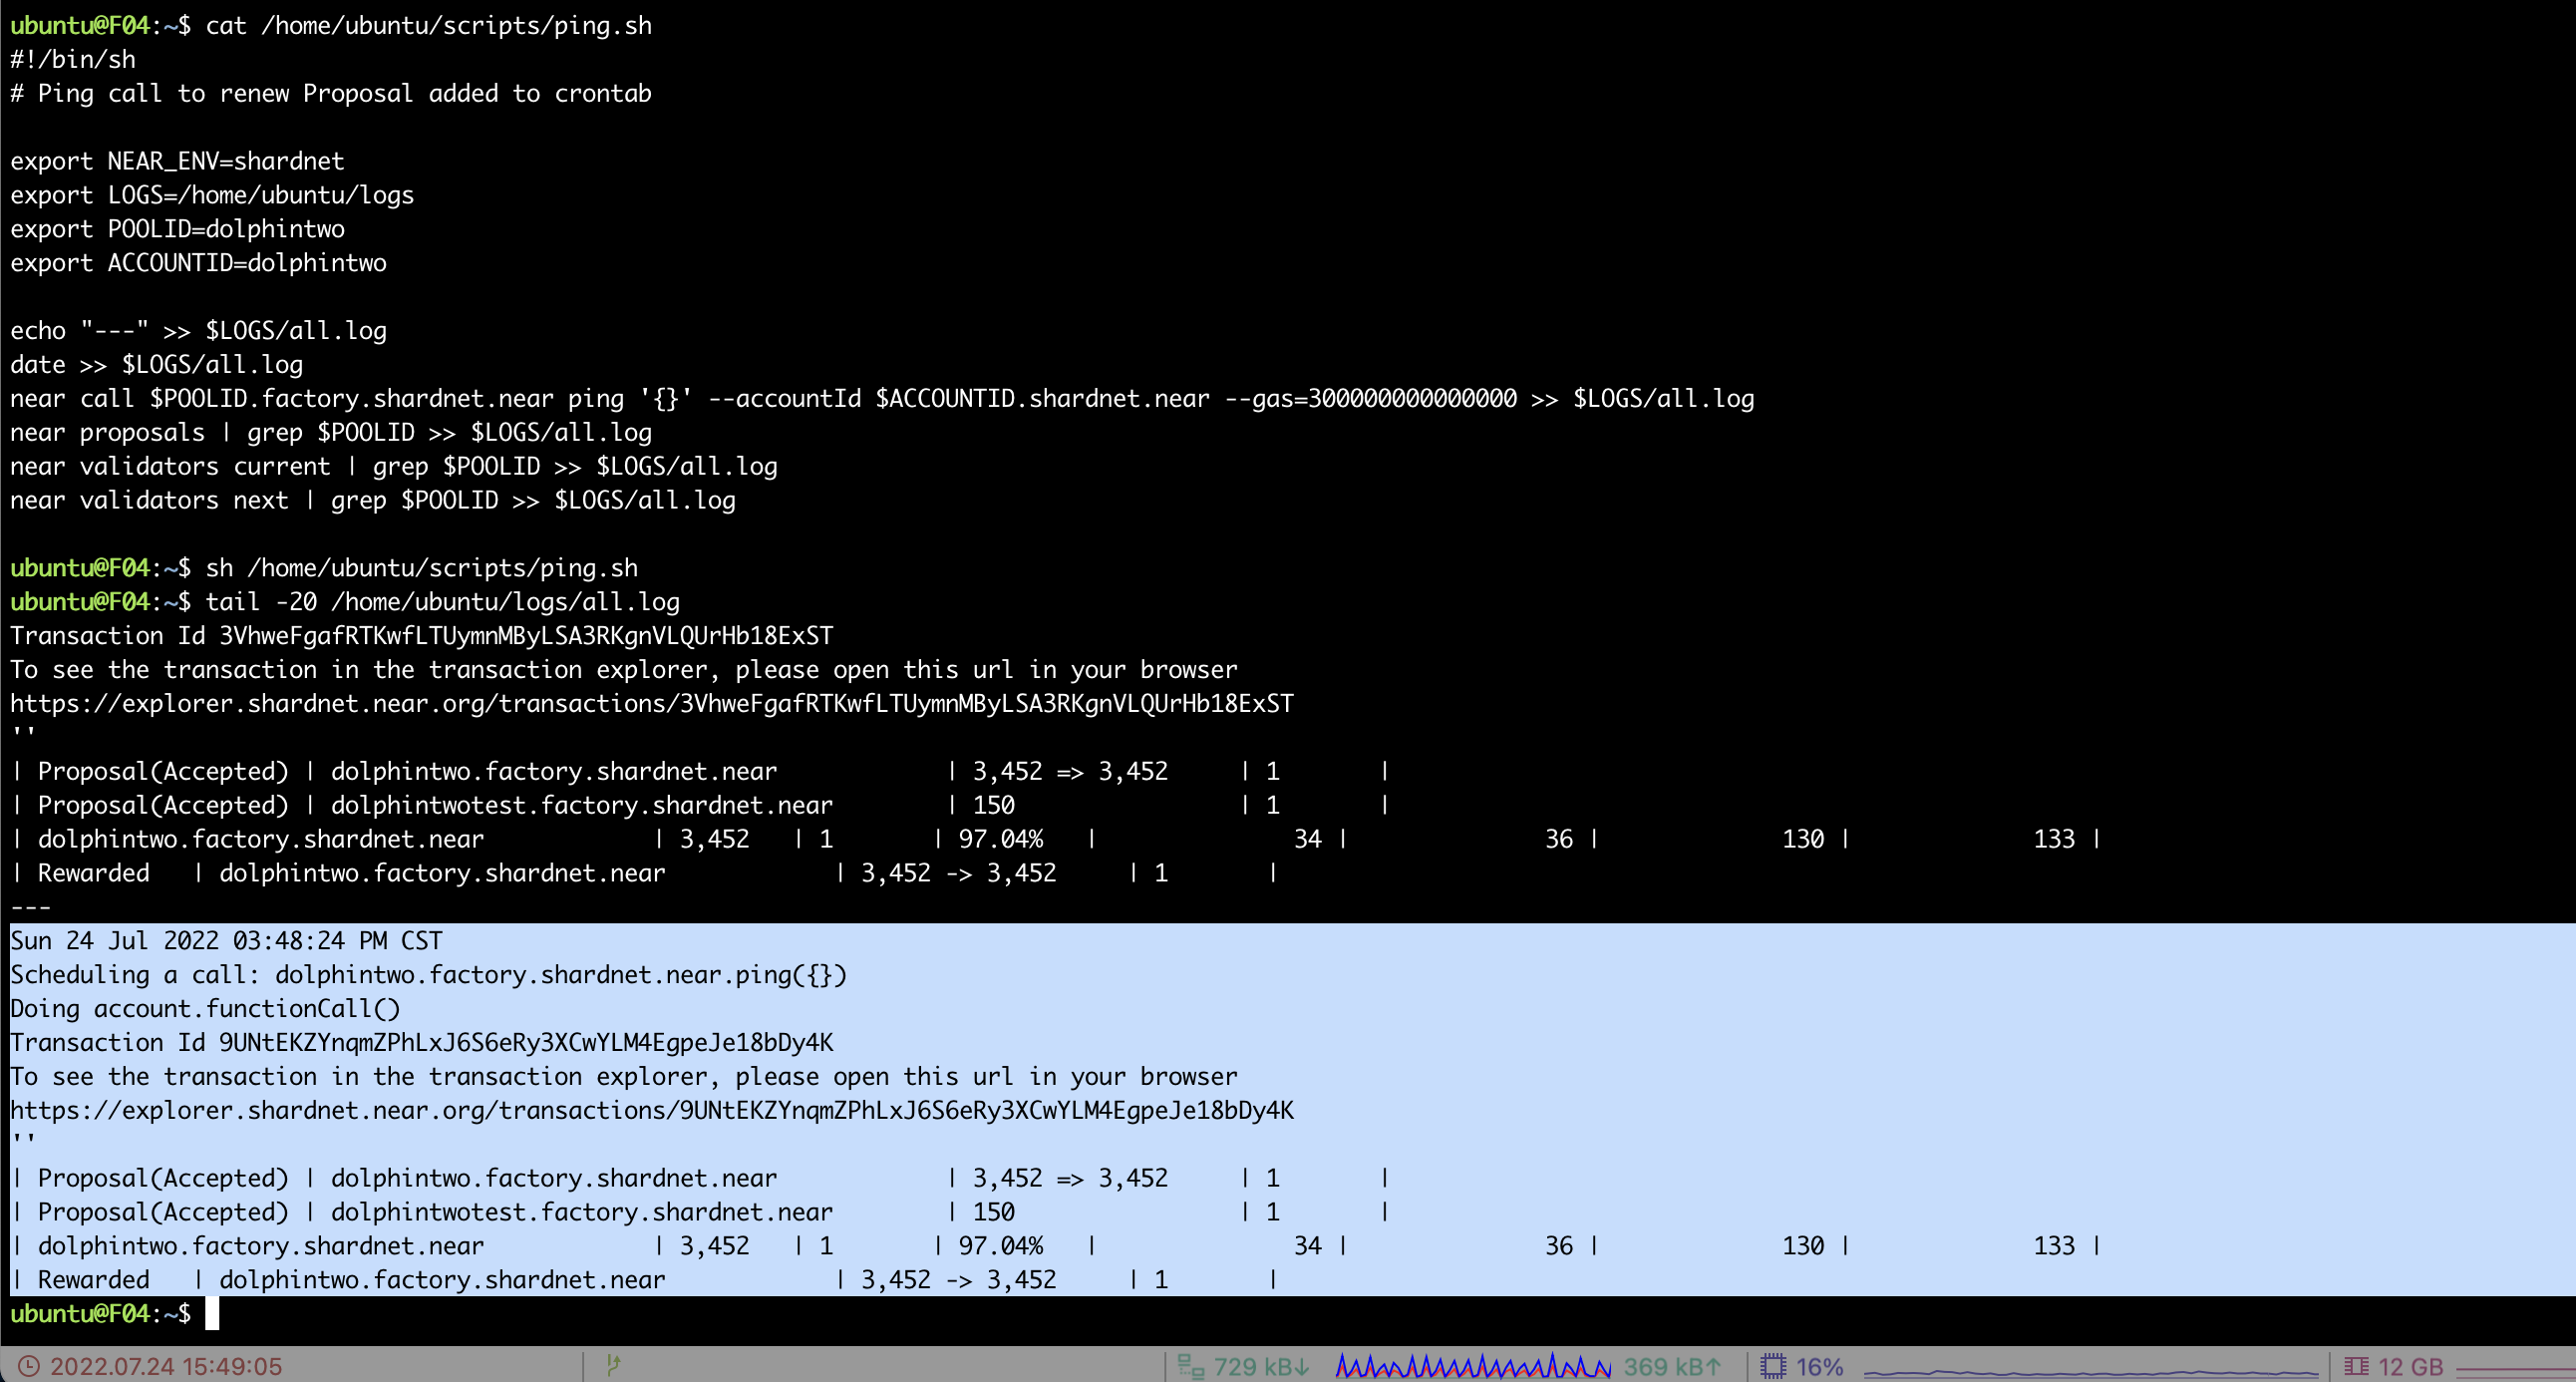 ubuntu@F04:~$ cat /home/ubuntu/scripts/ping.sh
#!/bin/sh
# Ping call to renew Proposal added to crontab
export NEAR_ENV=shardnet
export LOGS=/home/ubuntu/logs
export POOLID=dolphintwo
export ACCOUNTID=dolphintwo
echo "---" >> $LOGS/all.log
date >> $LOGS/all.log
near call $POOLID.factory.shardnet.near ping '{}' --accountId $ACCOUNTID.shardnet.near --gas=300000000000000 >> $LOGS/all.log
near proposals | grep $POOLID >> $LOGS/all.log
near validators current | grep $POOLID >> $LOGS/all.log
near validators next | grep $POOLID >> $LOGS/all.log
ubuntu@F04:~$ sh /home/ubuntu/scripts/ping.sh
ubuntu@F04:~$ tail -20 /home/ubuntu/logs/all.log
Transaction Id 3VhweFgafRTKwfLTUymnMByLSA3RKgnVLQUrHb18ExST
To see the transaction in the transaction explorer, please open this url in your browser
https://explorer.shardnet.near.org/transactions/3VhweFgafRTKwfLTUymnMByLSA3RKgnVLQUrHb18ExST
''
| Proposal(Accepted) | dolphintwo.factory.shardnet.near | 3,452 => 3,452 | 1 |
| Proposal(Accepted) | dolphintwotest.factory.shardnet.near | 150 | 1 |
| dolphintwo.factory.shardnet.near | 3,452 | 1 | 97.04% | 34 | 36 | 130 | 133 |
| Rewarded | dolphintwo.factory.shardnet.near | 3,452 -> 3,452 | 1 |
---
Sun 24 Jul 2022 03:48:24 PM CST
Scheduling a call: dolphintwo.factory.shardnet.near.ping({})
Doing account.functionCall()
Transaction Id 9UNtEKZYnqmZPhLxJ6S6eRy3XCwYLM4EgpeJe18bDy4K
To see the transaction in the transaction explorer, please open this url in your browser
https://explorer.shardnet.near.org/transactions/9UNtEKZYnqmZPhLxJ6S6eRy3XCwYLM4EgpeJe18bDy4K
''
| Proposal(Accepted) | dolphintwo.factory.shardnet.near | 3,452 => 3,452 | 1 |
| Proposal(Accepted) | dolphintwotest.factory.shardnet.near | 150 | 1 |
| dolphintwo.factory.shardnet.near | 3,452 | 1 | 97.04% | 34 | 36 | 130 | 133 |
| Rewarded | dolphintwo.factory.shardnet.near | 3,452 -> 3,452 | 1 |
ubuntu@F04:~$
2022.07.24 15:49:05 729 kB↓ 369 kB↑ 16% 12 GB